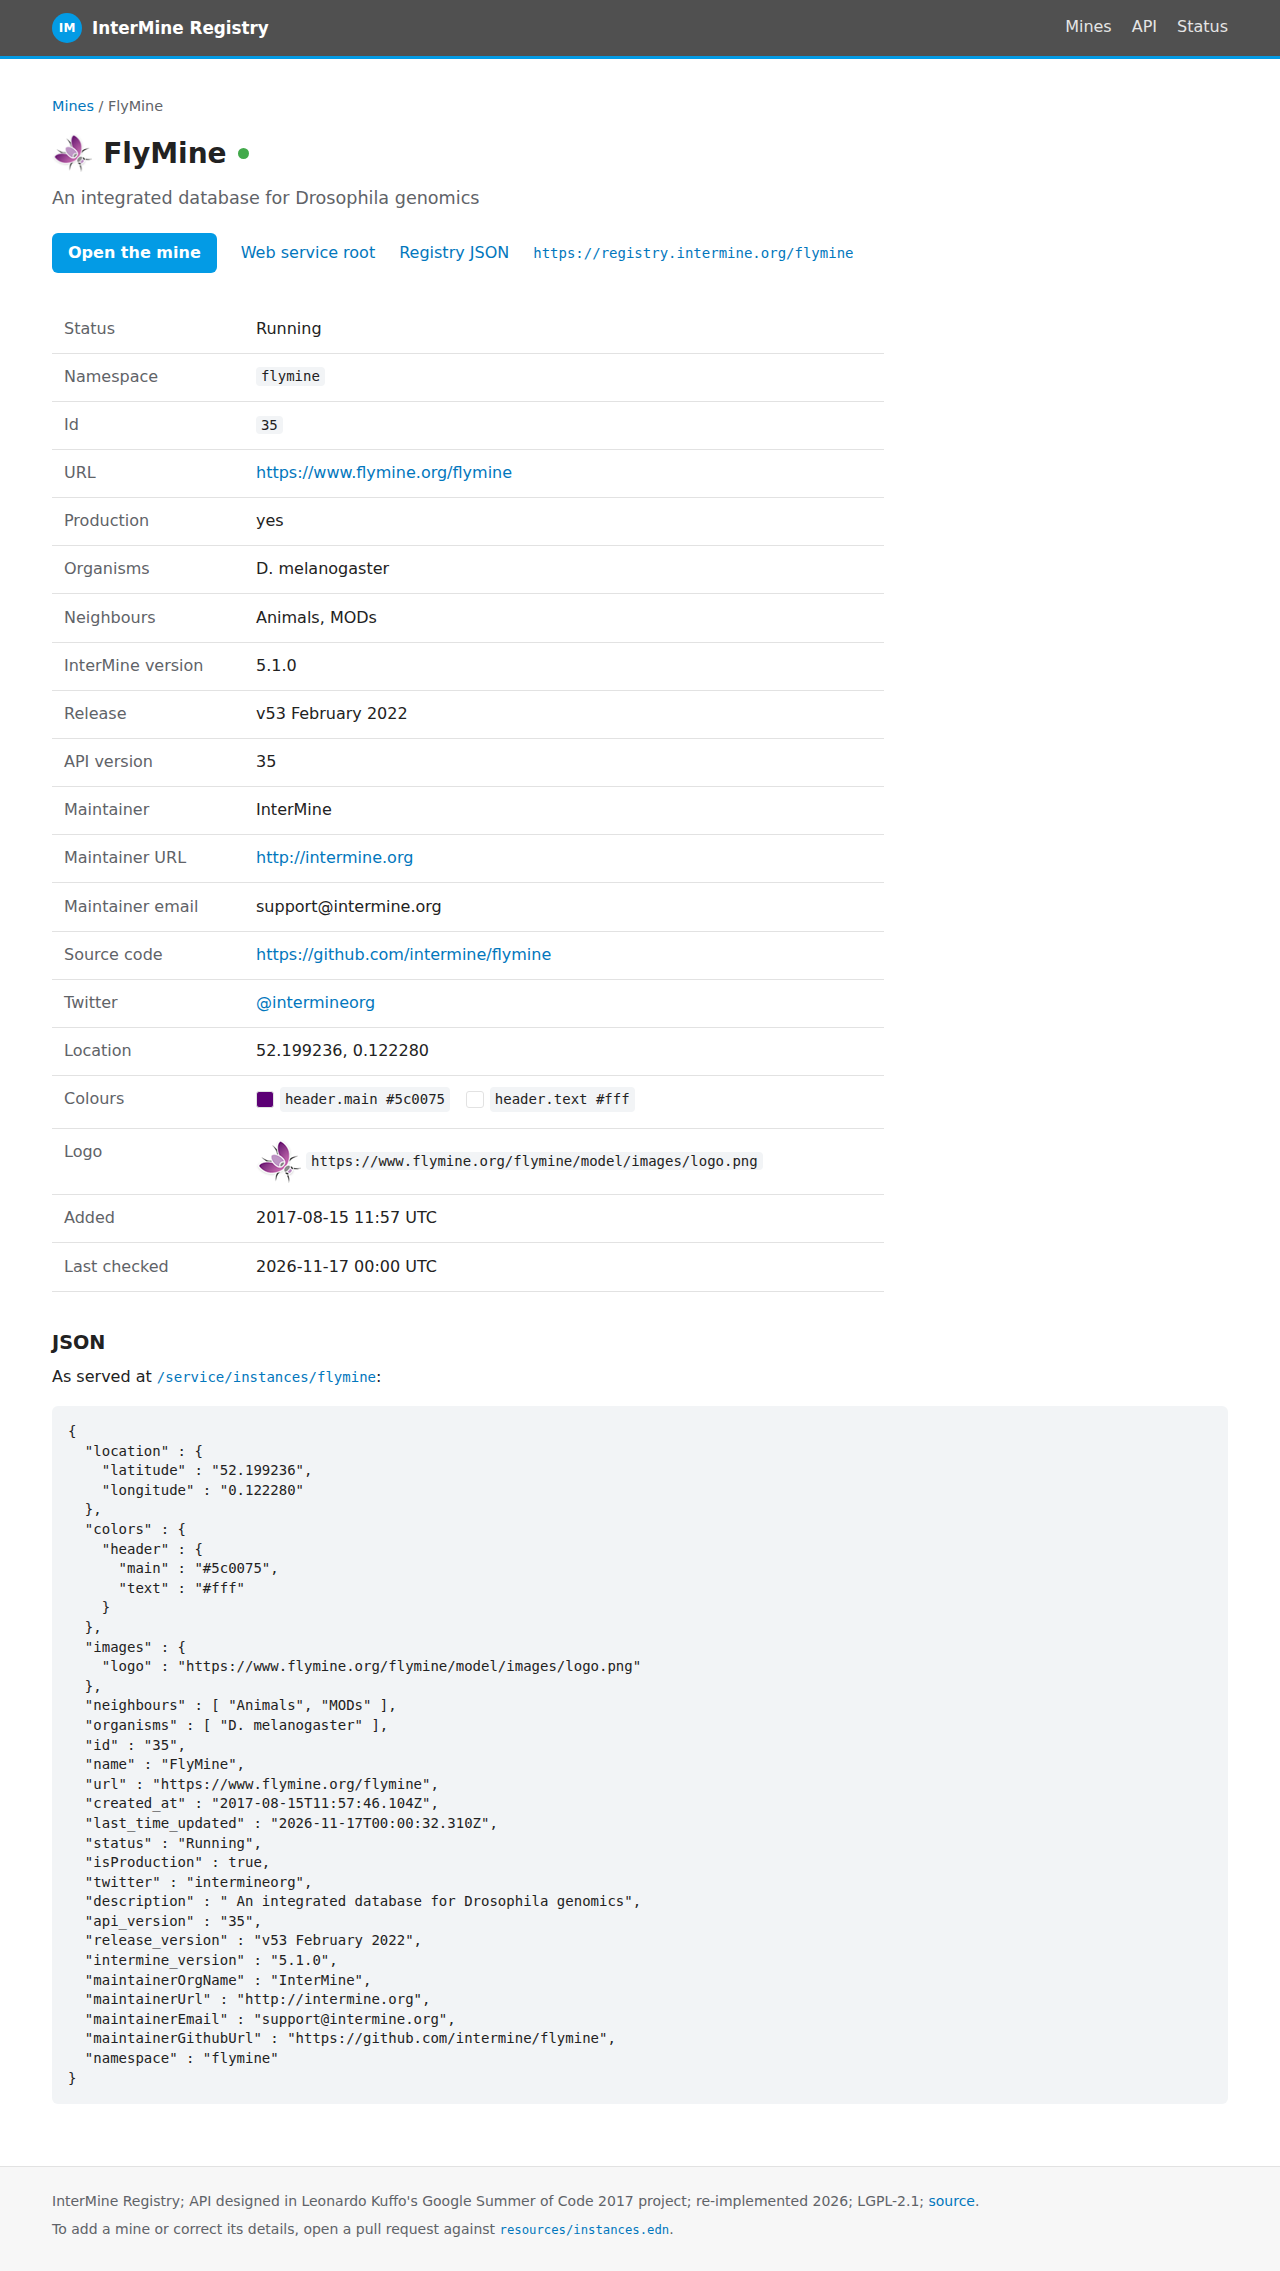 IM InterMine Registry Mines API Status
Mines / FlyMine
FlyMine
An integrated database for Drosophila genomics
Open the mine Web service root Registry JSON https://registry.intermine.org/flymine
Status Running
Namespace flymine
Id 35
URL https://www.flymine.org/flymine
Production yes
Organisms D. melanogaster
Neighbours Animals, MODs
InterMine version 5.1.0
Release v53 February 2022
API version 35
Maintainer InterMine
Maintainer URL http://intermine.org
Maintainer email support@intermine.org
Source code https://github.com/intermine/flymine
Twitter @intermineorg
Location 52.199236, 0.122280
Colours header.main #5c0075 header.text #fff
Logo https://www.flymine.org/flymine/model/images/logo.png
Added 2017-08-15 11:57 UTC
Last checked 2026-11-17 00:00 UTC
JSON
As served at /service/instances/flymine:
{
  "location" : {
    "latitude" : "52.199236",
    "longitude" : "0.122280"
  },
  "colors" : {
    "header" : {
      "main" : "#5c0075",
      "text" : "#fff"
    }
  },
  "images" : {
    "logo" : "https://www.flymine.org/flymine/model/images/logo.png"
  },
  "neighbours" : [ "Animals", "MODs" ],
  "organisms" : [ "D. melanogaster" ],
  "id" : "35",
  "name" : "FlyMine",
  "url" : "https://www.flymine.org/flymine",
  "created_at" : "2017-08-15T11:57:46.104Z",
  "last_time_updated" : "2026-11-17T00:00:32.310Z",
  "status" : "Running",
  "isProduction" : true,
  "twitter" : "intermineorg",
  "description" : " An integrated database for Drosophila genomics",
  "api_version" : "35",
  "release_version" : "v53 February 2022",
  "intermine_version" : "5.1.0",
  "maintainerOrgName" : "InterMine",
  "maintainerUrl" : "http://intermine.org",
  "maintainerEmail" : "support@intermine.org",
  "maintainerGithubUrl" : "https://github.com/intermine/flymine",
  "namespace" : "flymine"
}
InterMine Registry; API designed in Leonardo Kuffo's Google Summer of Code 2017 project; re-implemented 2026; LGPL-2.1; source.
To add a mine or correct its details, open a pull request against resources/instances.edn.